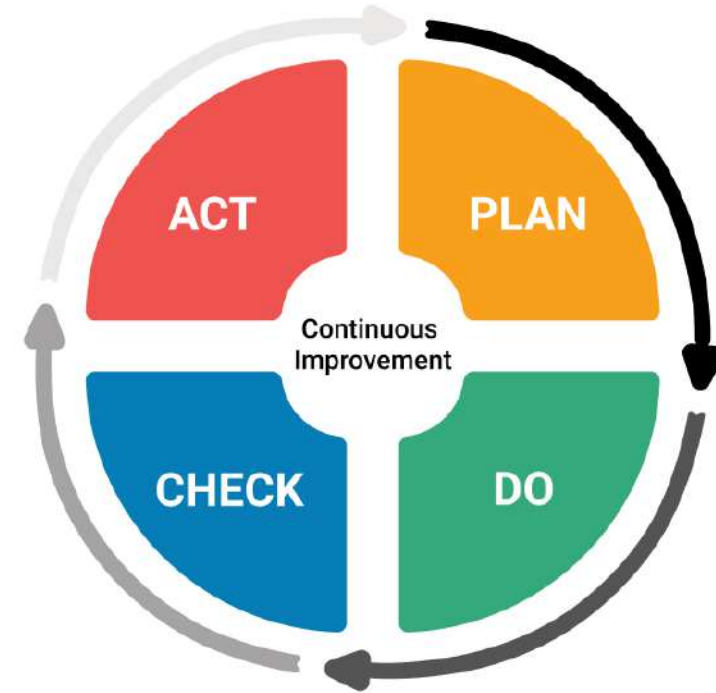 ACT
PLAN
Continuous
Improvement
CHECK
DO